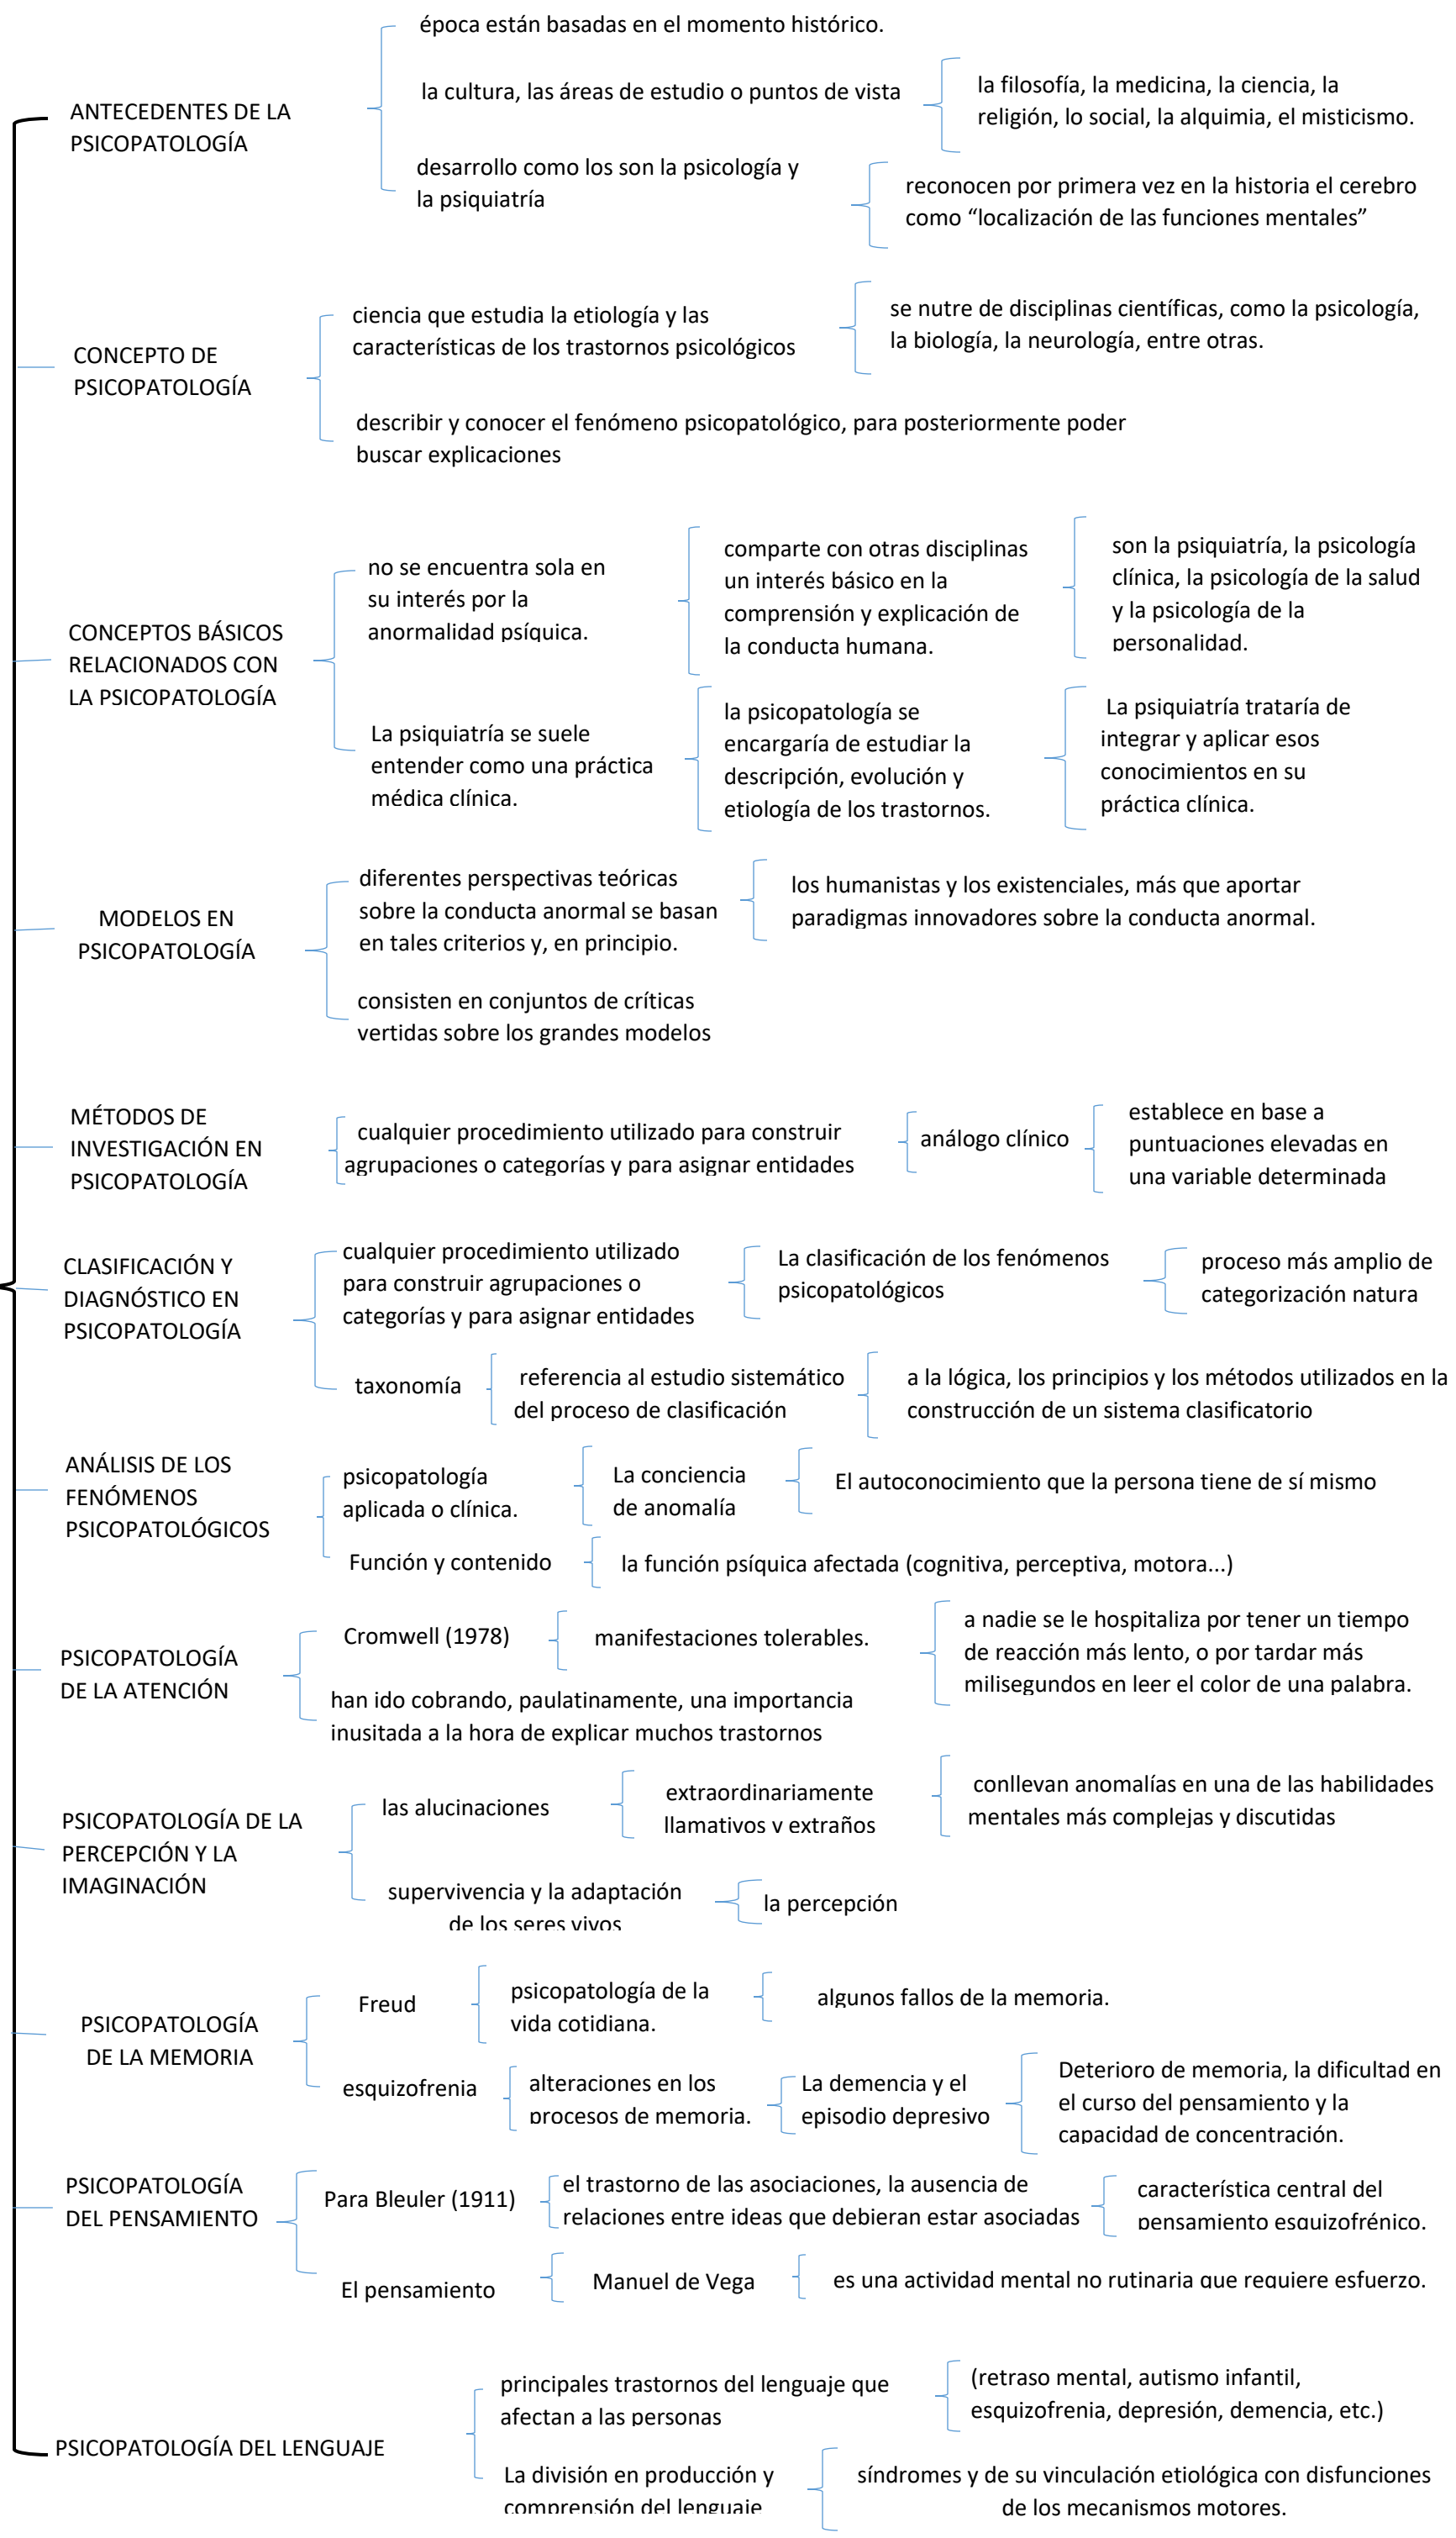 época están basadas en el momento histórico.
ANTECEDENTES DE LA
PSICOPATOLOGÍA
la cultura, las áreas de estudio o puntos de vista
la filosofía, la medicina, la ciencia, la
religión, lo social, la alquimia, el misticismo.
desarrollo como los son la psicología y
la psiquiatría
reconocen por primera vez en la historia el cerebro
como “localización de las funciones mentales”
CONCEPTO DE
PSICOPATOLOGÍA
ciencia que estudia la etiología y las
características de los trastornos psicológicos
se nutre de disciplinas científicas, como la psicología,
la biología, la neurología, entre otras.
describir y conocer el fenómeno psicopatológico, para posteriormente poder
buscar explicaciones
CONCEPTOS BÁSICOS
RELACIONADOS CON
LA PSICOPATOLOGÍA
no se encuentra sola en
su interés por la
anormalidad psíquica.
comparte con otras disciplinas
un interés básico en la
comprensión y explicación de
la conducta humana.
son la psiquiatría, la psicología
clínica, la psicología de la salud
y la psicología de la
personalidad.
La psiquiatría se suele
entender como una práctica
médica clínica.
la psicopatología se
encargaría de estudiar la
descripción, evolución y
etiología de los trastornos.
La psiquiatría trataría de
integrar y aplicar esos
conocimientos en su
práctica clínica.
MODELOS EN
PSICOPATOLOGÍA
diferentes perspectivas teóricas
sobre la conducta anormal se basan
en tales criterios y, en principio.
los humanistas y los existenciales, más que aportar
paradigmas innovadores sobre la conducta anormal.
consisten en conjuntos de críticas
vertidas sobre los grandes modelos
MÉTODOS DE
INVESTIGACIÓN EN
PSICOPATOLOGÍA
cualquier procedimiento utilizado para construir
agrupaciones o categorías y para asignar entidades
análogo clínico
establece en base a
puntuaciones elevadas en
una variable determinada
CLASIFICACIÓN Y
DIAGNÓSTICO EN
PSICOPATOLOGÍA
cualquier procedimiento utilizado
para construir agrupaciones o
categorías y para asignar entidades
La clasificación de los fenómenos
psicopatológicos
proceso más amplio de
categorización natura
taxonomía
referencia al estudio sistemático
del proceso de clasificación
a la lógica, los principios y los métodos utilizados en la
construcción de un sistema clasificatorio
ANÁLISIS DE LOS
FENÓMENOS
PSICOPATOLÓGICOS
psicopatología
aplicada o clínica.
La conciencia
de anomalía
El autoconocimiento que la persona tiene de sí mismo
Función y contenido
la función psíquica afectada (cognitiva, perceptiva, motora...)
PSICOPATOLOGÍA
DE LA ATENCIÓN
Cromwell (1978)
manifestaciones tolerables.
a nadie se le hospitaliza por tener un tiempo
de reacción más lento, o por tardar más
milisegundos en leer el color de una palabra.
han ido cobrando, paulatinamente, una importancia
inusitada a la hora de explicar muchos trastornos
PSICOPATOLOGÍA DE LA
PERCEPCIÓN Y LA
IMAGINACIÓN
las alucinaciones
extraordinariamente
llamativos y extraños
conllevan anomalías en una de las habilidades
mentales más complejas y discutidas
supervivencia y la adaptación
de los seres vivos
la percepción
PSICOPATOLOGÍA
DE LA MEMORIA
Freud
psicopatología de la
vida cotidiana.
algunos fallos de la memoria.
esquizofrenia
alteraciones en los
procesos de memoria.
La demencia y el
episodio depresivo
Deterioro de memoria, la dificultad en
el curso del pensamiento y la
capacidad de concentración.
PSICOPATOLOGÍA
DEL PENSAMIENTO
Para Bleuler (1911)
el trastorno de las asociaciones, la ausencia de
relaciones entre ideas que debieran estar asociadas
característica central del
pensamiento esquizofrénico.
El pensamiento
Manuel de Vega
es una actividad mental no rutinaria que requiere esfuerzo.
PSICOPATOLOGÍA DEL LENGUAJE
principales trastornos del lenguaje que
afectan a las personas
(retraso mental, autismo infantil,
esquizofrenia, depresión, demencia, etc.)
La división en producción y
comprensión del lenguaje
síndromes y de su vinculación etiológica con disfunciones
de los mecanismos motores.